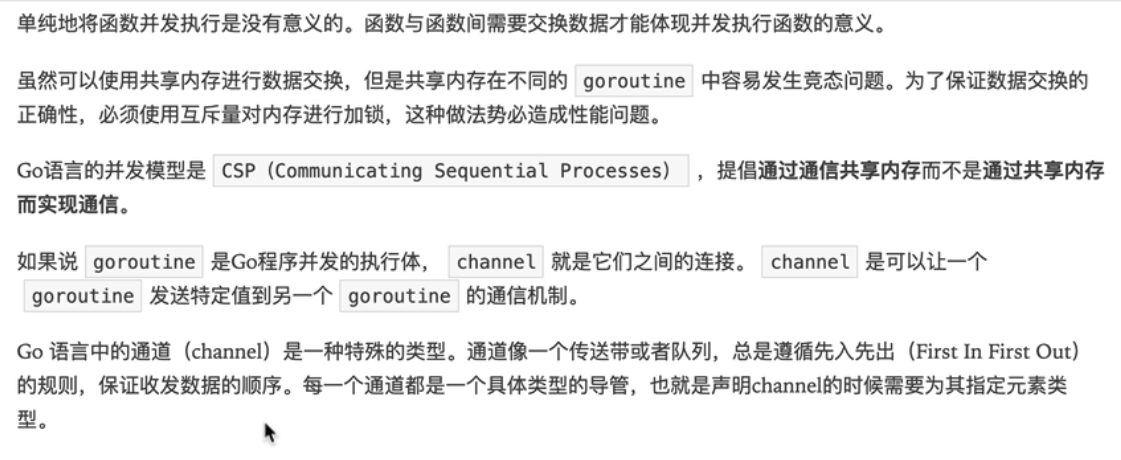 单纯地将函数并发执行是没有意义的。函数与函数间需要交换数据才能体现并发执行函数的意义。
虽然可以使用共享内存进行数据交换，但是共享内存在不同的 goroutine 中容易发生竞态问题。为了保证数据交换的
正确性，必须使用互斥量对内存进行加锁，这种做法势必造成性能问题。
Go语言的并发模型是 CSP（Communicating Sequential Processes） ，提倡通过通信共享内存而不是通过共享内存
而实现通信。
如果说 goroutine 是Go程序并发的执行体， channel 就是它们之间的连接。 channel 是可以让一个
goroutine 发送特定值到另一个 goroutine 的通信机制。
Go 语言中的通道（channel）是一种特殊的类型。通道像一个传送带或者队列，总是遵循先入先出（First In First Out）
的规则，保证收发数据的顺序。每一个通道都是一个具体类型的导管，也就是声明channel的时候需要为其指定元素类
型。